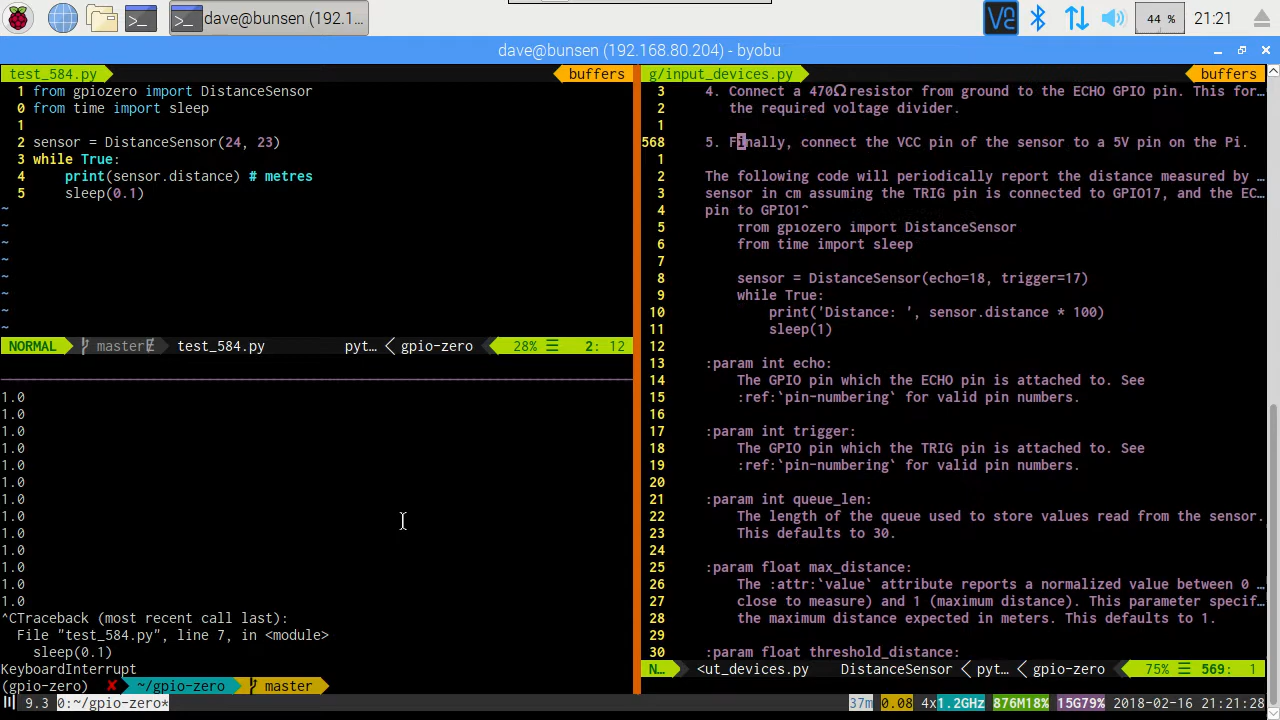 dave@bunsen (192.1...
44 %
21:21
dave@bunsen (192.168.80.204) - byobu
test_584.py
buffers
1 from gpiozero import DistanceSensor
0 from time import sleep
1
2 sensor = DistanceSensor(24, 23)
3 while True:
4     print(sensor.distance) # metres
5     sleep(0.1)
~
~
~
~
~
~
~
~
NORMAL master test_584.py pyt… gpio-zero 28% ☰ 2: 12
1.0
1.0
1.0
1.0
1.0
1.0
1.0
1.0
1.0
1.0
1.0
1.0
1.0
^CTraceback (most recent call last):
  File "test_584.py", line 7, in <module>
    sleep(0.1)
KeyboardInterrupt
(gpio-zero) ✘ ~/gpio-zero master
g/input_devices.py
buffers
3 4. Connect a 470Ω resistor from ground to the ECHO GPIO pin. This for…
2    the required voltage divider.
1
568 5. Finally, connect the VCC pin of the sensor to a 5V pin on the Pi.
1
2 The following code will periodically report the distance measured by …
3 sensor in cm assuming the TRIG pin is connected to GPIO17, and the EC…
4 pin to GPIO1^
5     from gpiozero import DistanceSensor
6     from time import sleep
7
8     sensor = DistanceSensor(echo=18, trigger=17)
9     while True:
10         print('Distance: ', sensor.distance * 100)
11         sleep(1)
12
13 :param int echo:
14     The GPIO pin which the ECHO pin is attached to. See
15     :ref:`pin-numbering` for valid pin numbers.
16
17 :param int trigger:
18     The GPIO pin which the TRIG pin is attached to. See
19     :ref:`pin-numbering` for valid pin numbers.
20
21 :param int queue_len:
22     The length of the queue used to store values read from the sensor.
23     This defaults to 30.
24
25 :param float max_distance:
26     The :attr:`value` attribute reports a normalized value between 0 …
27     close to measure) and 1 (maximum distance). This parameter specif…
28     the maximum distance expected in meters. This defaults to 1.
29
30 :param float threshold_distance:
N… <ut_devices.py DistanceSensor pyt… gpio-zero 75% ☰ 569: 1
9.3 0:~/gpio-zero* 37m 0.08 4x1.2GHz 876M18% 15G79% 2018-02-16 21:21:28